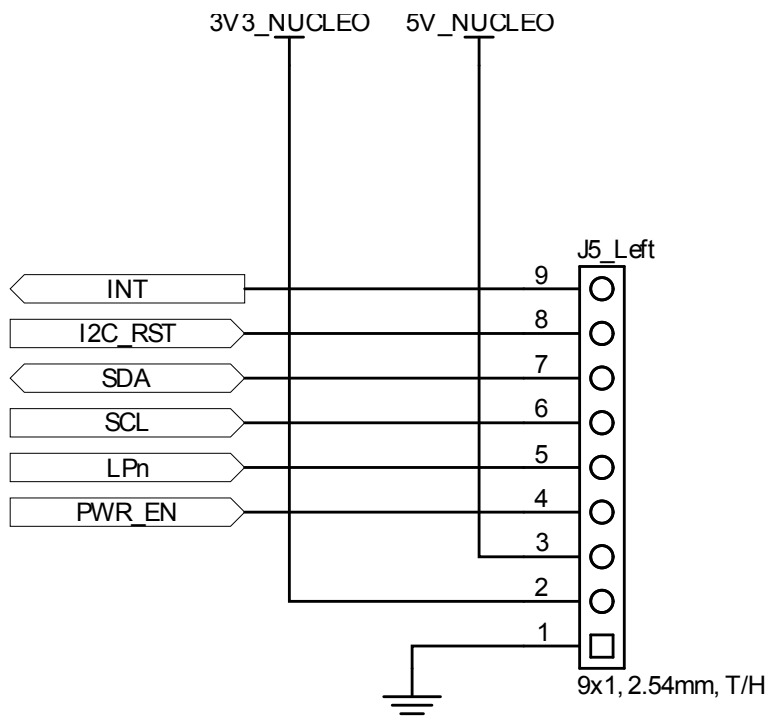 3V3_NUCLEO 5V_NUCLEO
J5_Left
INT 9
I2C_RST 8
SDA 7
SCL 6
LPn 5
PWR_EN 4
3
2
1
9x1, 2.54mm, T/H